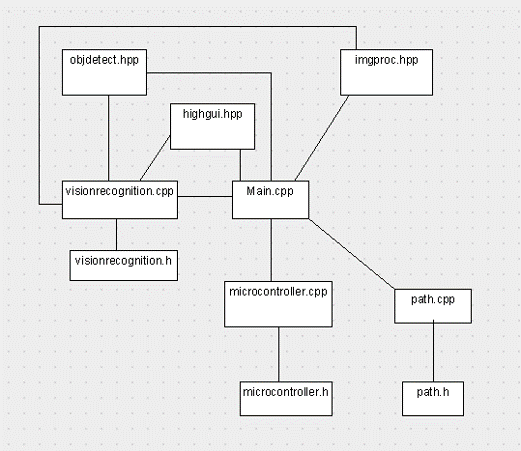 objdetect.hpp
imgproc.hpp
highgui.hpp
visionrecognition.cpp
Main.cpp
visionrecognition.h
microcontroller.cpp
path.cpp
microcontroller.h
path.h